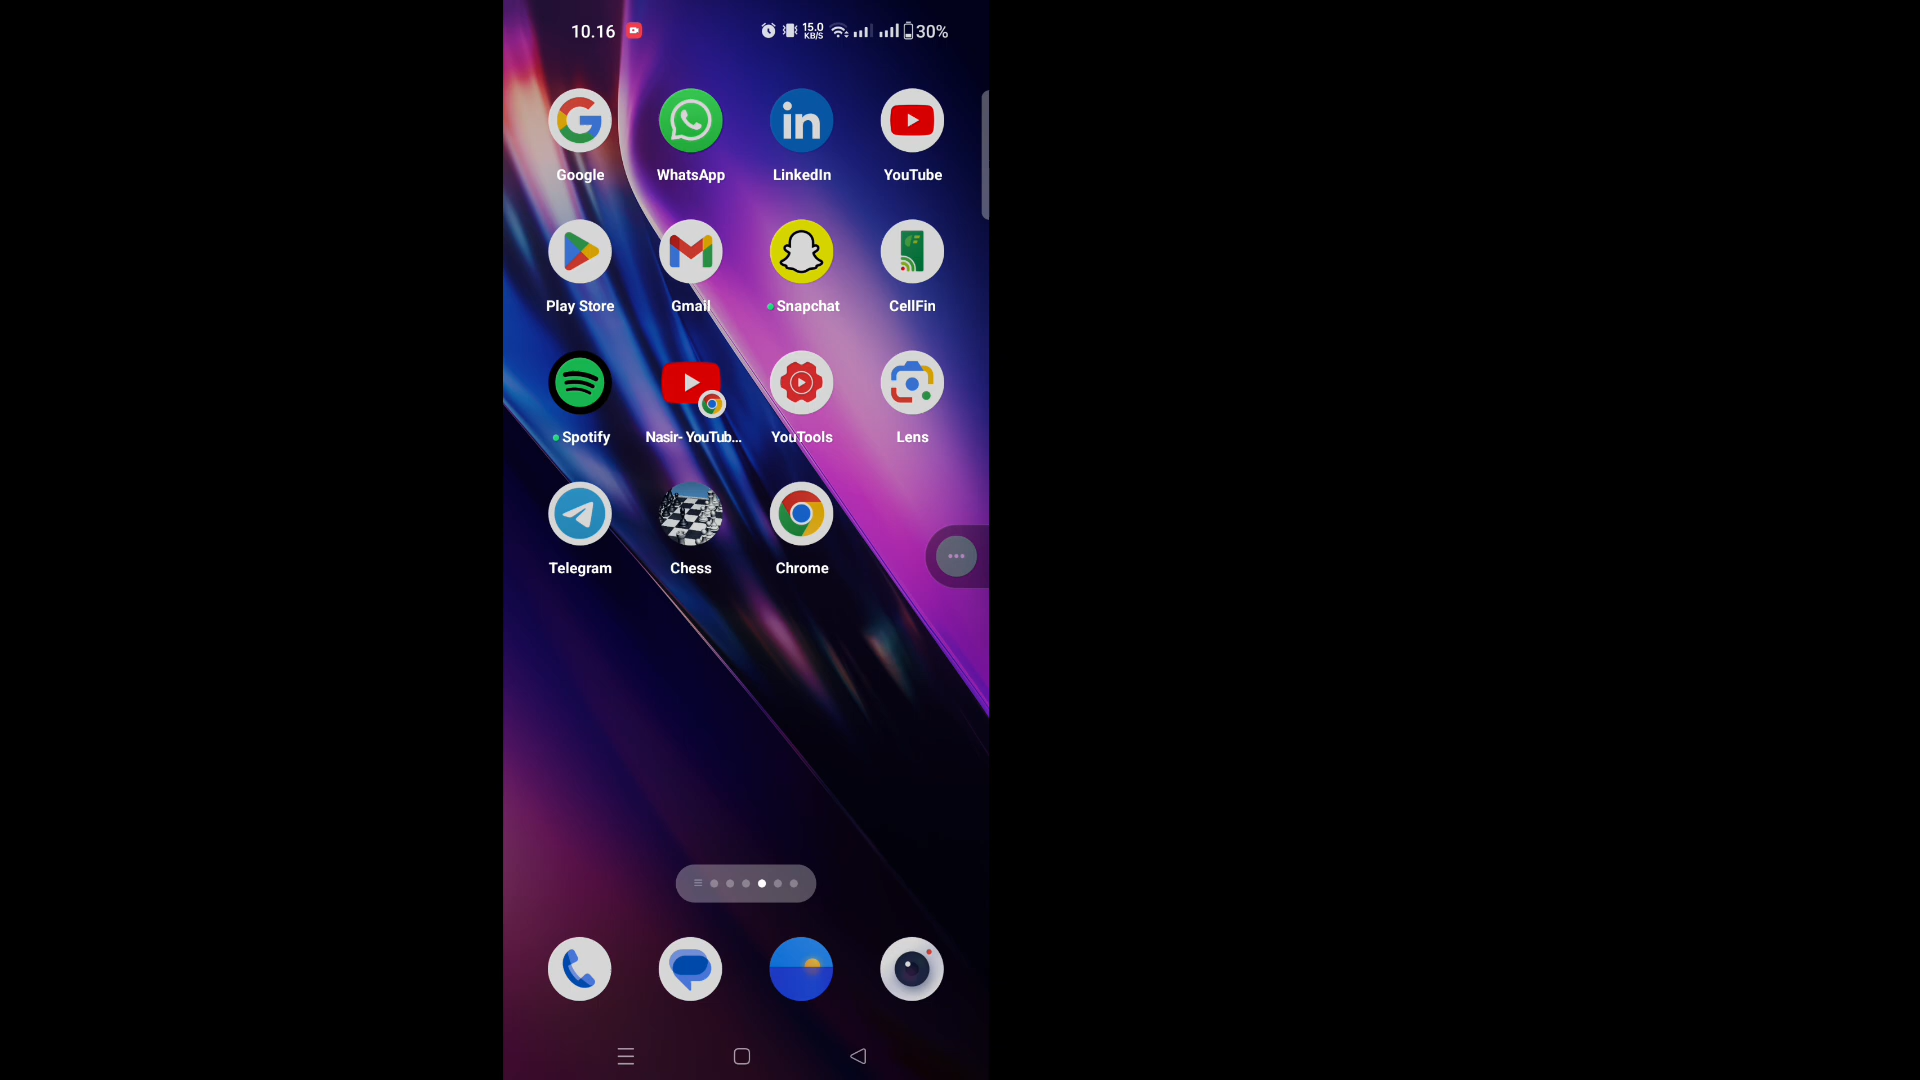 10.16
15.0
KB/S
30%
Google WhatsApp LinkedIn YouTube
Play Store Gmail Snapchat CellFin
Spotify Nasir- YouTub... YouTools Lens
Telegram Chess Chrome